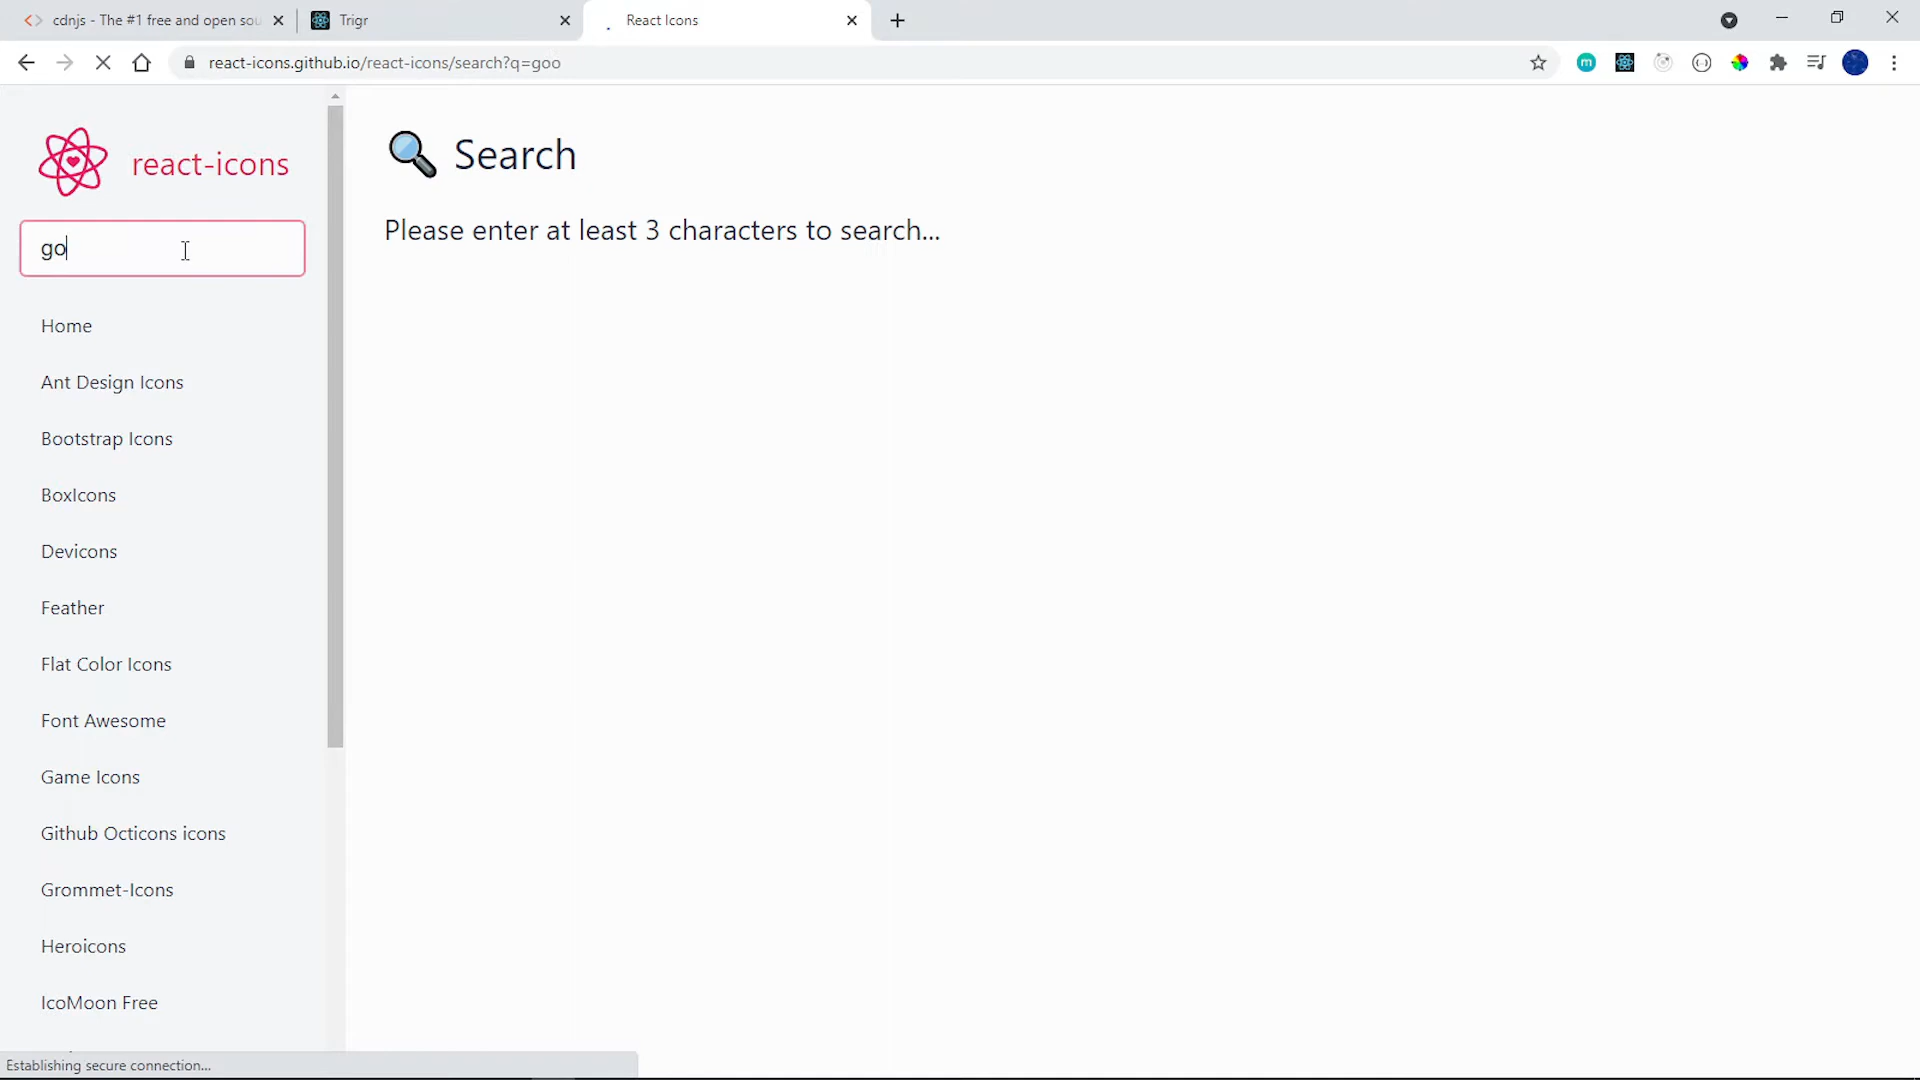 cdnjs - The #1 free and open sou
Trigr
React Icons
react-icons.github.io/react-icons/search?q=goo
m
react-icons
Search
go
Please enter at least 3 characters to search...
Home
Ant Design Icons
Bootstrap Icons
BoxIcons
Devicons
Feather
Flat Color Icons
Font Awesome
Game Icons
Github Octicons icons
Grommet-Icons
Heroicons
IcoMoon Free
Establishing secure connection...